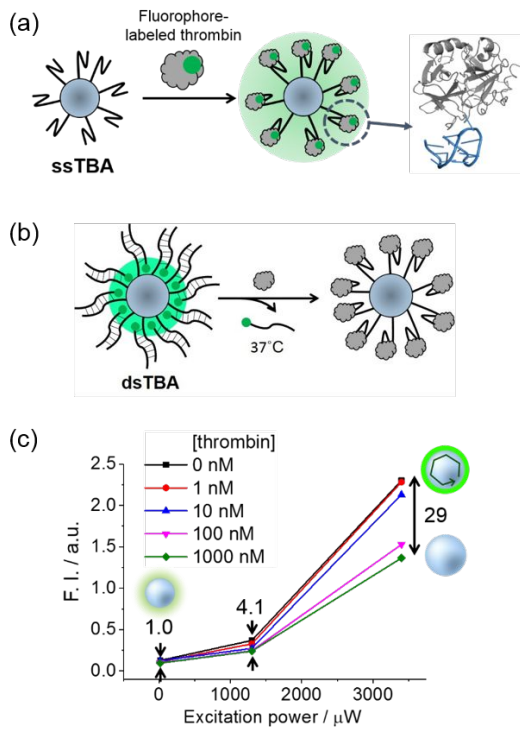 (a)
Fluorophore-
labeled thrombin
ssTBA
(b)
dsTBA
37°C
(c)
[thrombin]
0 nM
1 nM
10 nM
100 nM
1000 nM
29
4.1
1.0
F. I. / a.u.
2.5
2.0
1.5
1.0
0.5
0.0
0 1000 2000 3000
Excitation power / μW